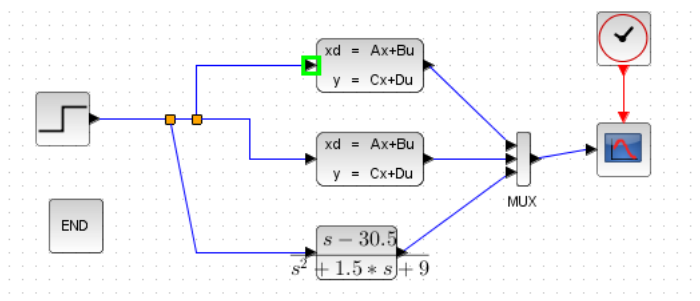 xd = Ax+Bu
y = Cx+Du
xd = Ax+Bu
y = Cx+Du
MUX
END
s − 30.5
s² + 1.5 * s + 9